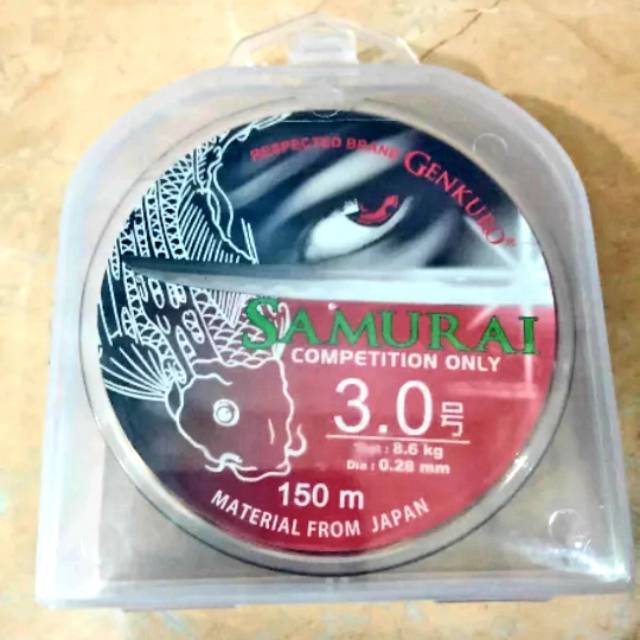 RESPECTED BRAND GENKURO®
SAMURAI
COMPETITION ONLY
3.0号
: 8.6 kg
Dia : 0.28 mm
150 m
MATERIAL FROM JAPAN